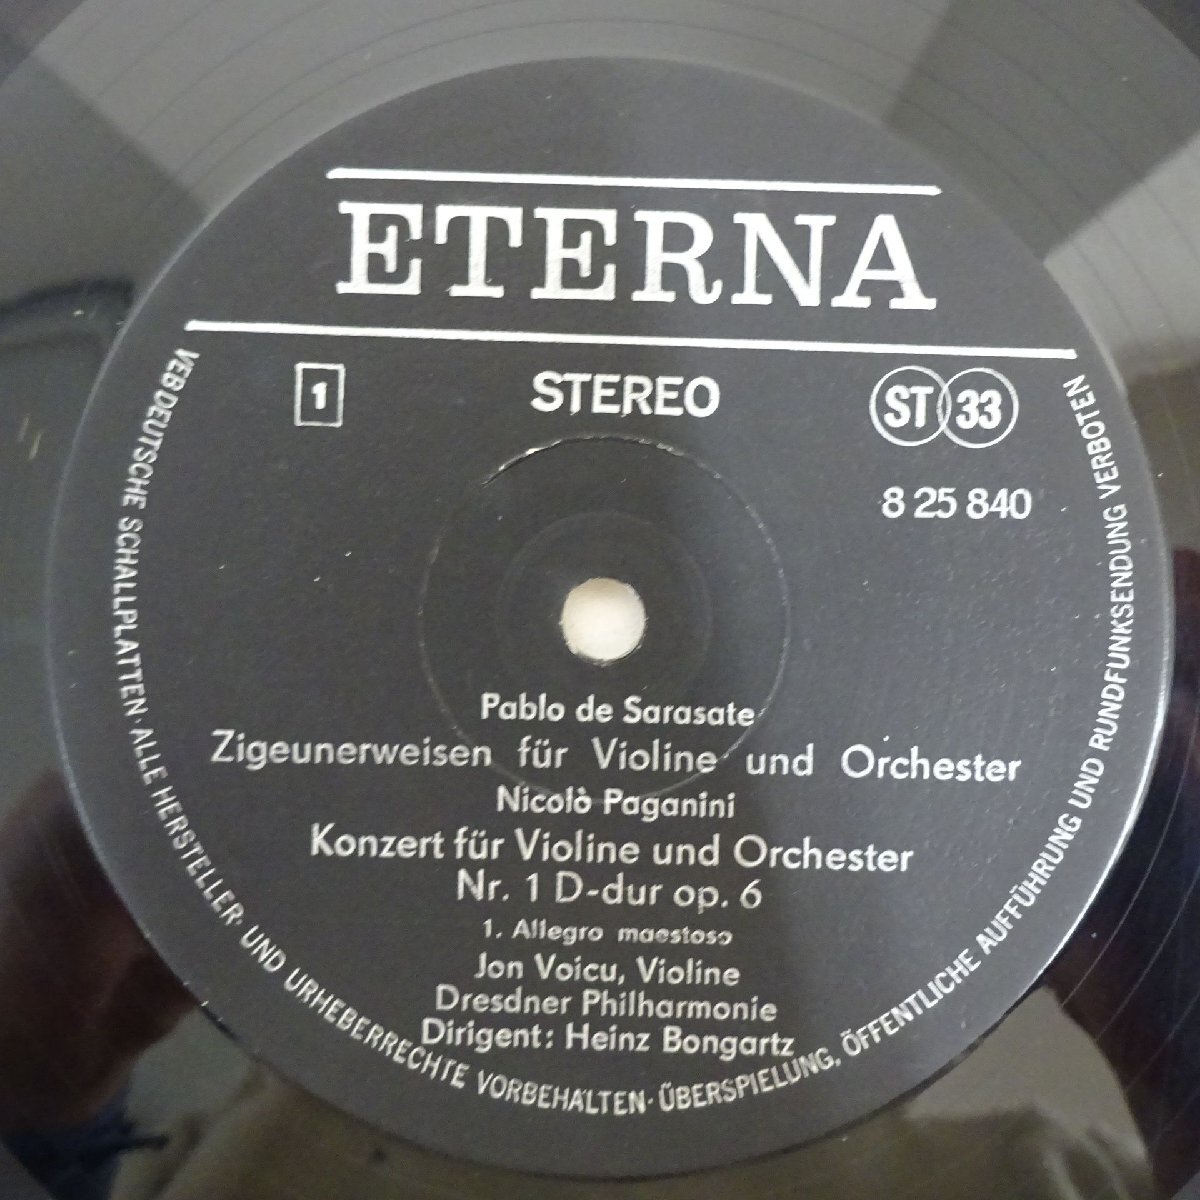 ETERNA
1 STEREO ST 33
8 25 840
Pablo de Sarasate
Zigeunerweisen für Violine und Orchester
Nicolò Paganini
Konzert für Violine und Orchester
Nr. 1 D-dur op. 6
1. Allegro maestoso
Jon Voicu, Violine
Dresdner Philharmonie
Dirigent: Heinz Bongartz
VEB DEUTSCHE SCHALLPLATTEN · ALLE HERSTELLER- UND URHEBERRECHTE VORBEHALTEN · ÜBERSPIELUNG, ÖFFENTLICHE AUFFÜHRUNG UND RUNDFUNKSENDUNG VERBOTEN